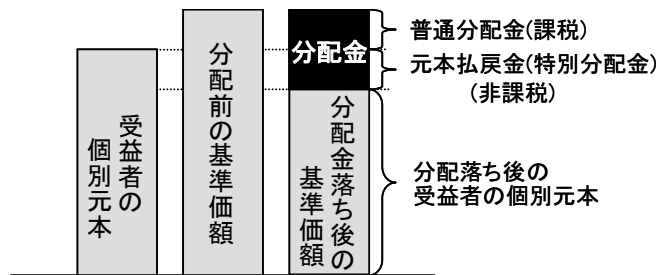 受益者の
個別元本
分配前の基準価額
分配金
分配金落ち後の
基準価額
普通分配金(課税)
元本払戻金(特別分配金)
(非課税)
分配落ち後の
受益者の個別元本